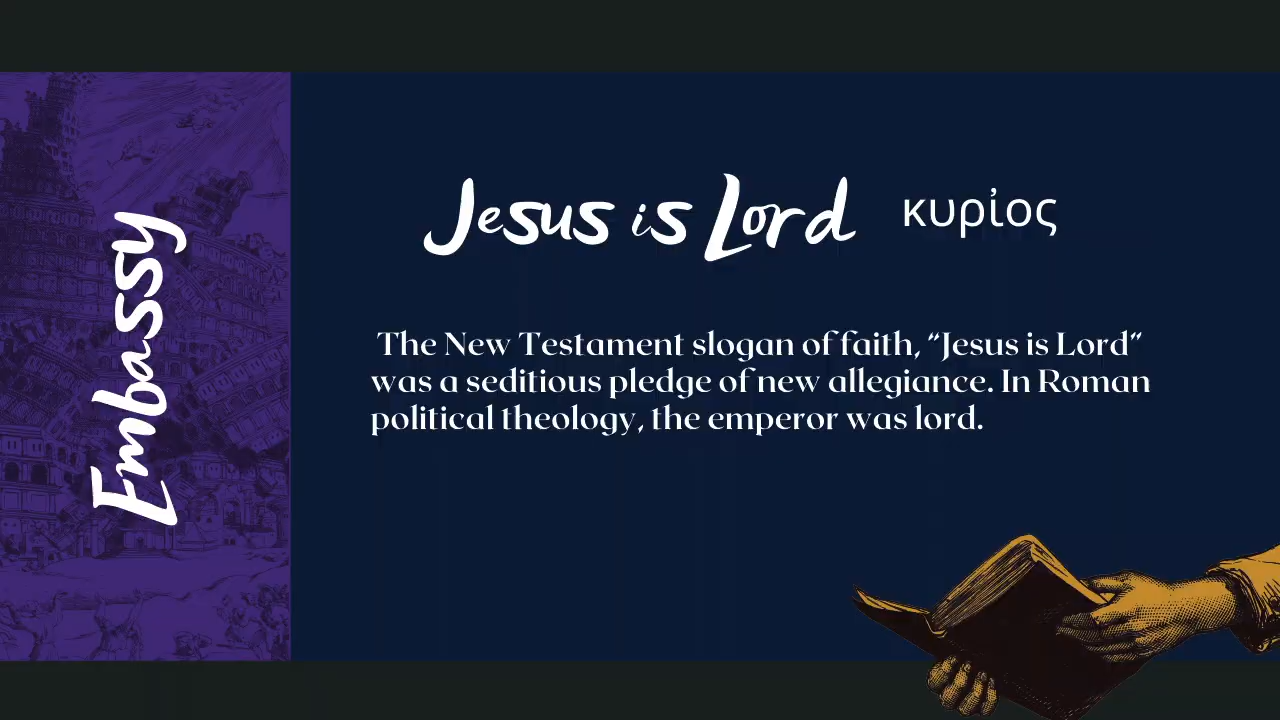 Embassy
Jesus is Lord κυρἰος
The New Testament slogan of faith, “Jesus is Lord“
was a seditious pledge of new allegiance. In Roman
political theology, the emperor was lord.